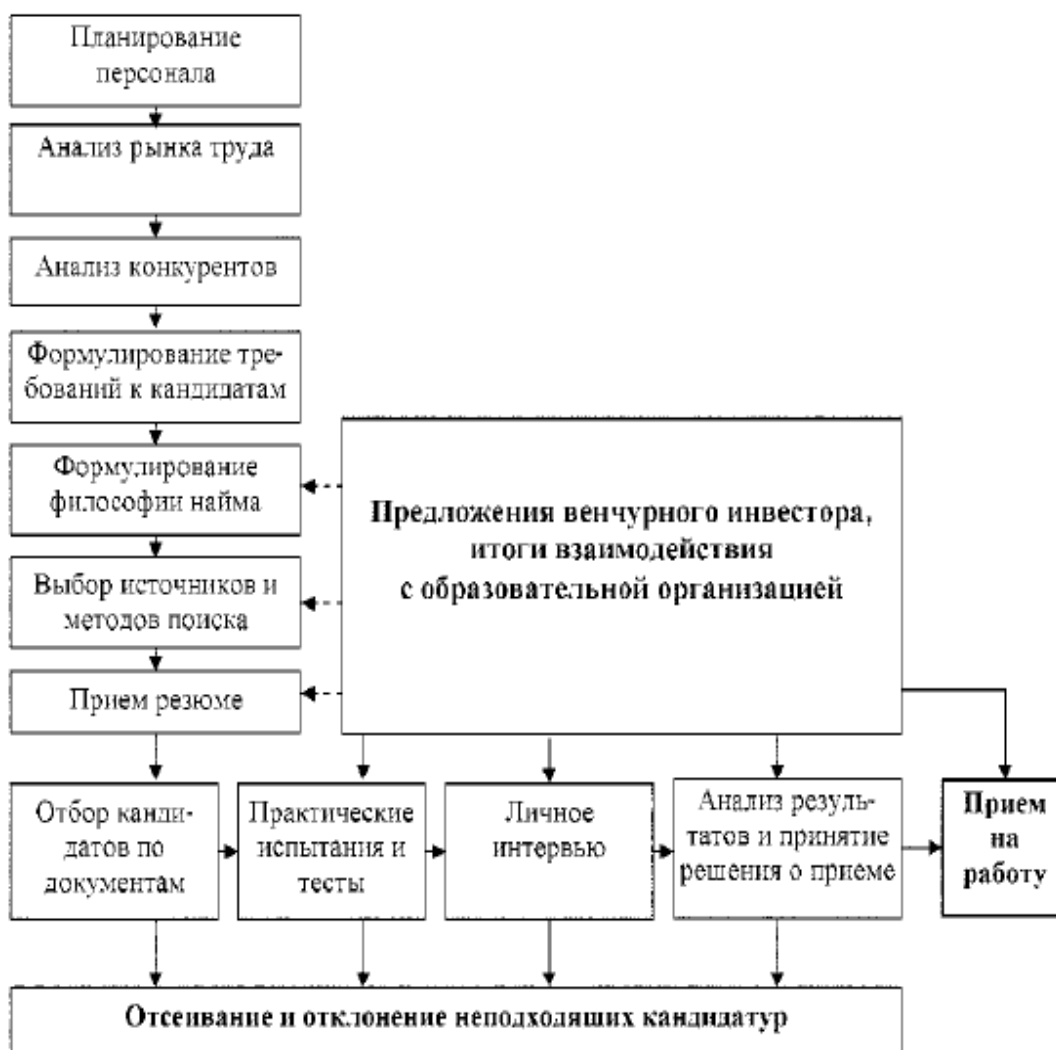 Планирование
персонала
Анализ рынка труда
Анализ конкурентов
Формулирование тре-
бований к кандидатам
Формулирование
философии найма
Предложения венчурного инвестора,
итоги взаимодействия
с образовательной организацией
Выбор источников и
методов поиска
Прием резюме
Отбор канди-
датов по
документам
Практические
испытания и
тесты
Личное
интервью
Анализ резуль-
татов и принятие
решения о приеме
Прием
на
работу
Отсеивание и отклонение неподходящих кандидатур